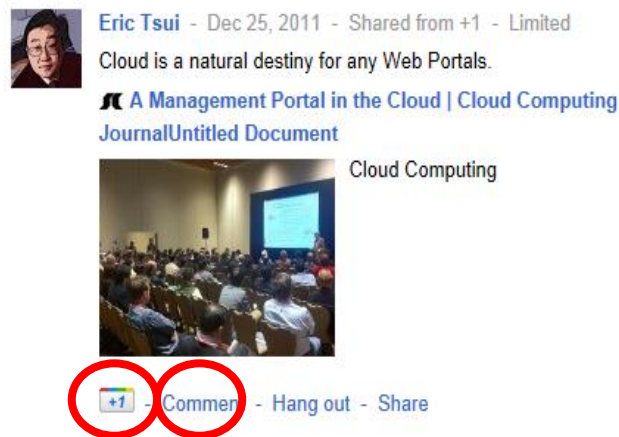 Eric Tsui - Dec 25, 2011 - Shared from +1 - Limited
Cloud is a natural destiny for any Web Portals.
A Management Portal in the Cloud | Cloud Computing
JournalUntitled Document
Cloud Computing
+1 - Comment - Hang out - Share